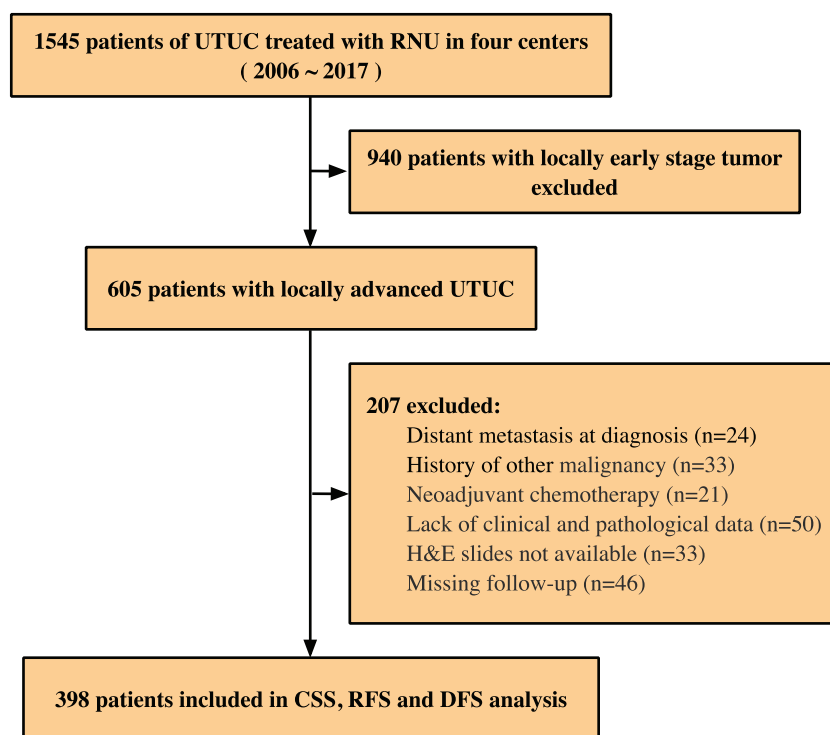 1545 patients of UTUC treated with RNU in four centers
( 2006 ~ 2017 )
940 patients with locally early stage tumor
excluded
605 patients with locally advanced UTUC
207 excluded:
Distant metastasis at diagnosis (n=24)
History of other malignancy (n=33)
Neoadjuvant chemotherapy (n=21)
Lack of clinical and pathological data (n=50)
H&E slides not available (n=33)
Missing follow-up (n=46)
398 patients included in CSS, RFS and DFS analysis